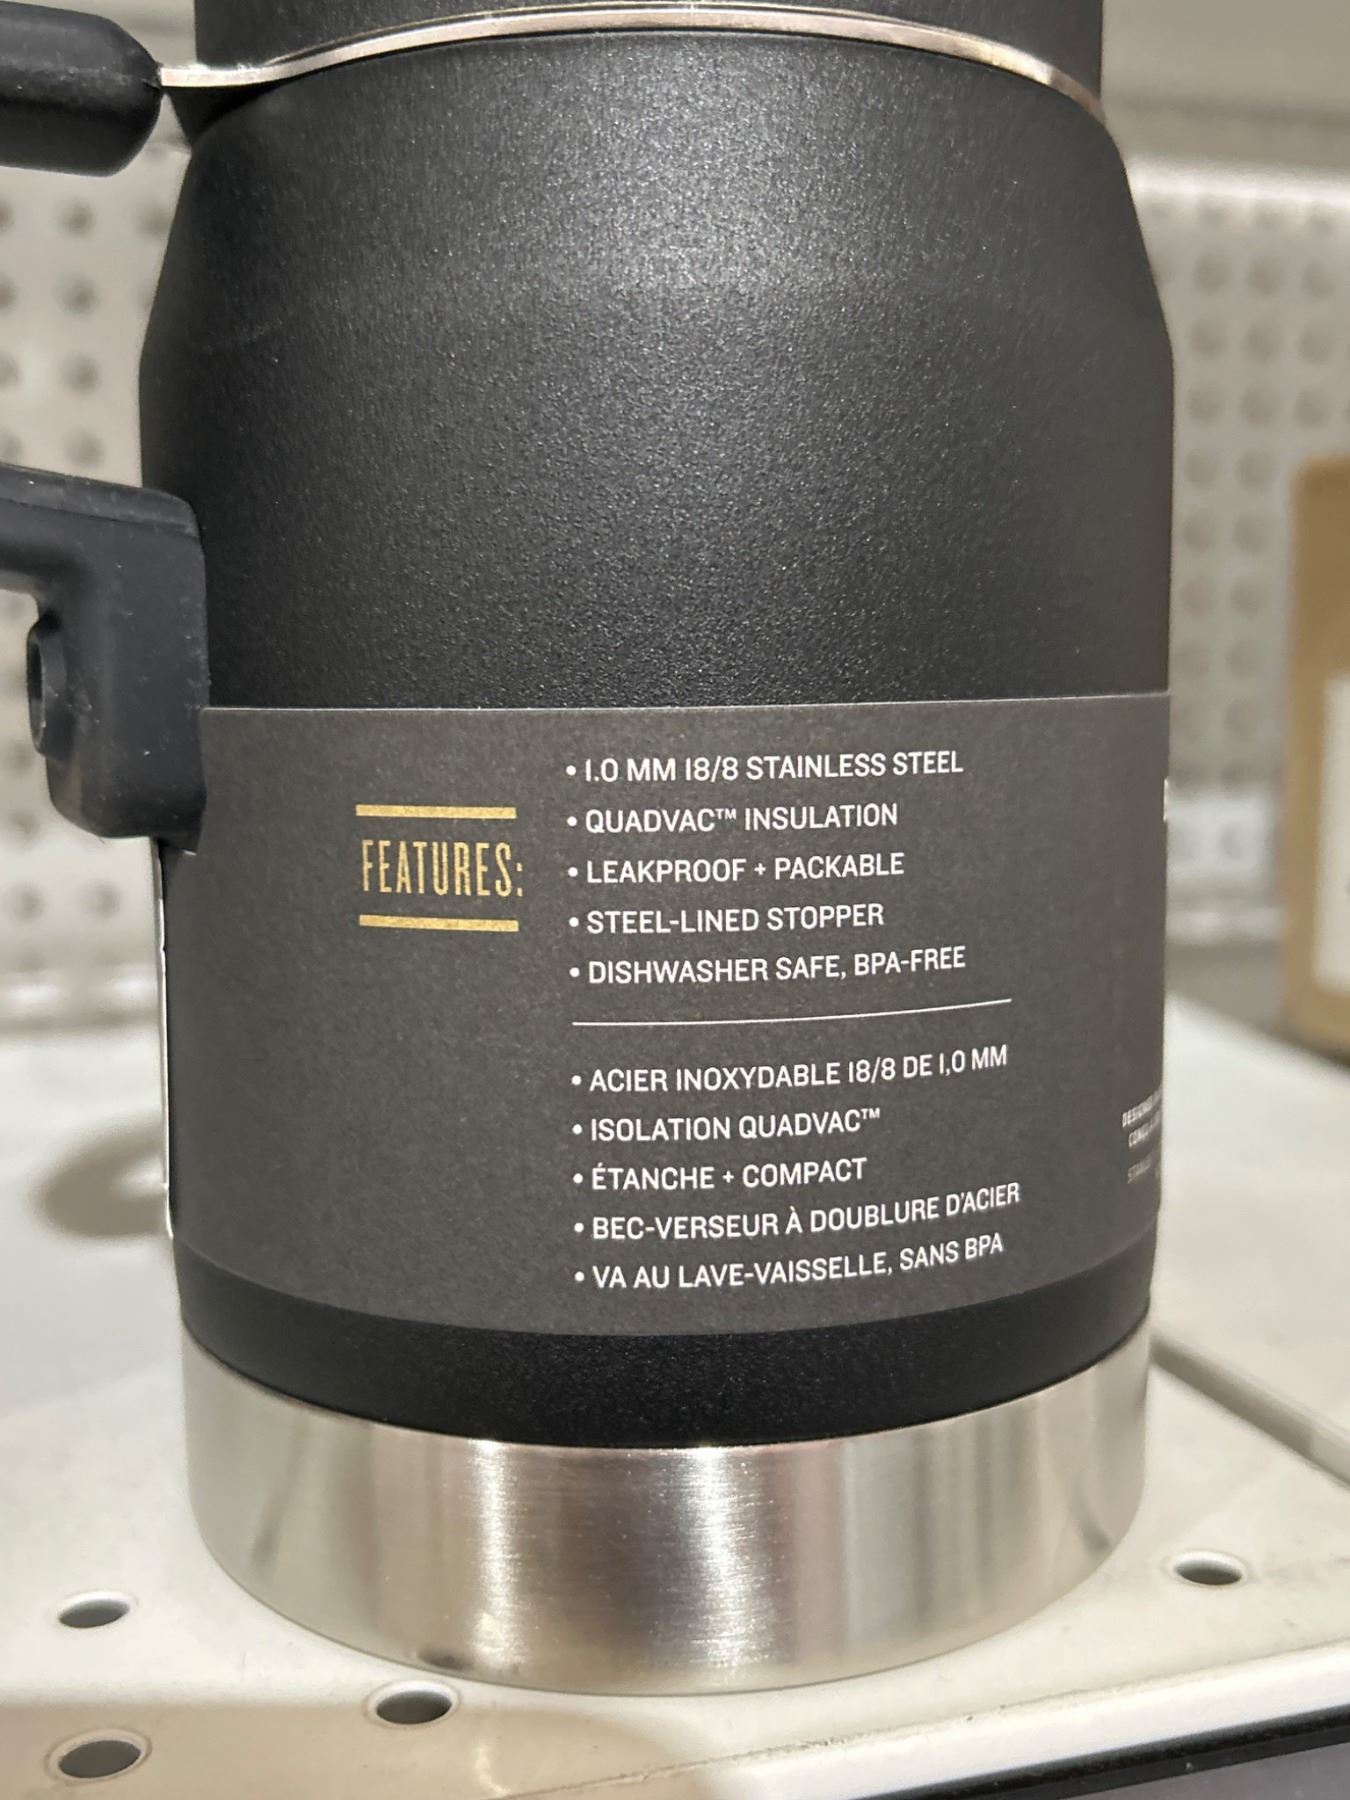 FEATURES:
• 1.0 MM 18/8 STAINLESS STEEL
• QUADVAC™ INSULATION
• LEAKPROOF + PACKABLE
• STEEL-LINED STOPPER
• DISHWASHER SAFE, BPA-FREE
• ACIER INOXYDABLE 18/8 DE 1,0 MM
• ISOLATION QUADVAC™
• ÉTANCHE + COMPACT
• BEC-VERSEUR À DOUBLURE D'ACIER
• VA AU LAVE-VAISSELLE, SANS BPA